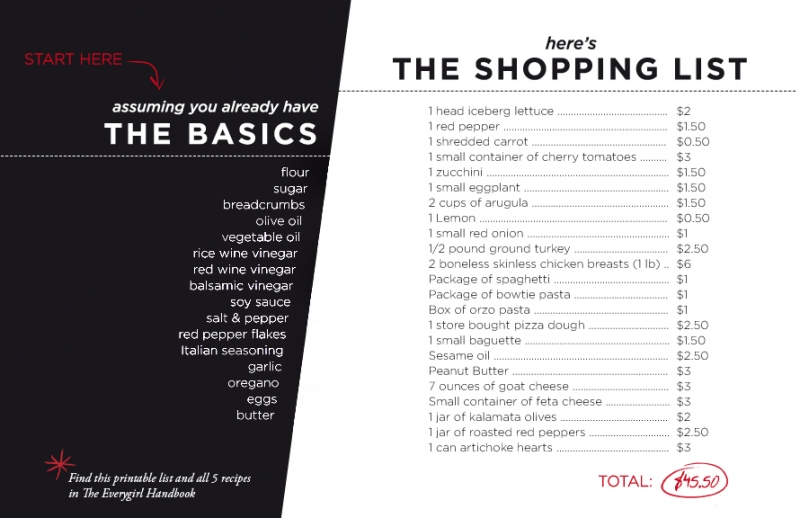 START HERE
assuming you already have
THE BASICS
flour
sugar
breadcrumbs
olive oil
vegetable oil
rice wine vinegar
red wine vinegar
balsamic vinegar
soy sauce
salt & pepper
red pepper flakes
Italian seasoning
garlic
oregano
eggs
butter
Find this printable list and all 5 recipes
in The Everygirl Handbook
here's
THE SHOPPING LIST
1 head iceberg lettuce ........................................ $2
1 red pepper ........................................................... $1.50
1 shredded carrot .................................................. $0.50
1 small container of cherry tomatoes .......... $3
1 zucchini ................................................................ $1.50
1 small eggplant ..................................................... $1.50
2 cups of arugula .................................................. $1.50
1 Lemon .................................................................... $0.50
1 small red onion .................................................... $1
1/2 pound ground turkey ................................... $2.50
2 boneless skinless chicken breasts (1 lb) .. $6
Package of spaghetti .......................................... $1
Package of bowtie pasta ................................... $1
Box of orzo pasta ................................................. $1
1 store bought pizza dough ............................. $2.50
1 small baguette .................................................... $1.50
Sesame oil ............................................................... $2.50
Peanut Butter ........................................................ $3
7 ounces of goat cheese ................................... $3
Small container of feta cheese ....................... $3
1 jar of kalamata olives ...................................... $2
1 jar of roasted red peppers ............................. $2.50
1 can artichoke hearts ......................................... $3
TOTAL: $45.50